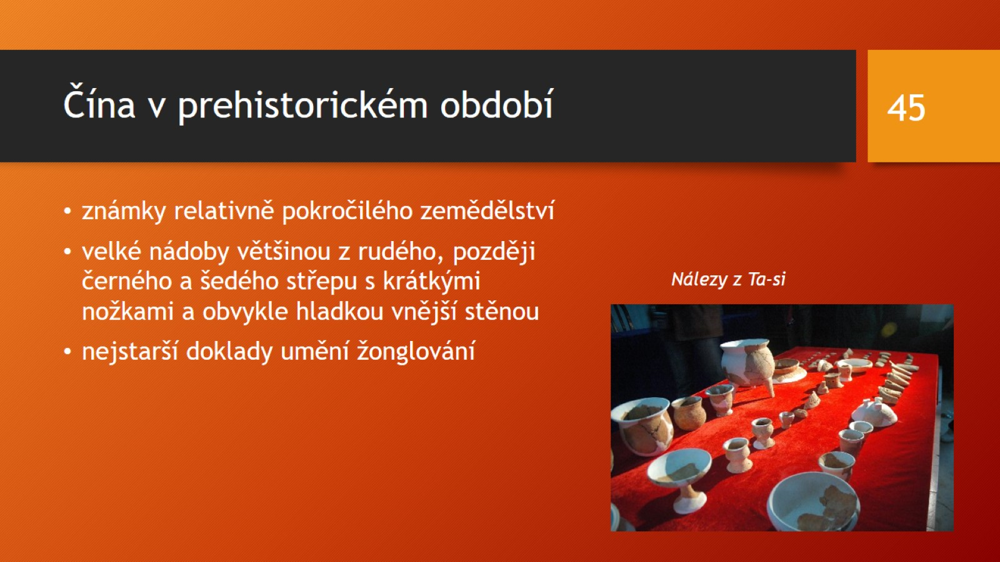 Čína v prehistorickém období
45
• známky relativně pokročilého zemědělství
• velké nádoby většinou z rudého, později
černého a šedého střepu s krátkými
nožkami a obvykle hladkou vnější stěnou
• nejstarší doklady umění žonglování
Nálezy z Ta-si